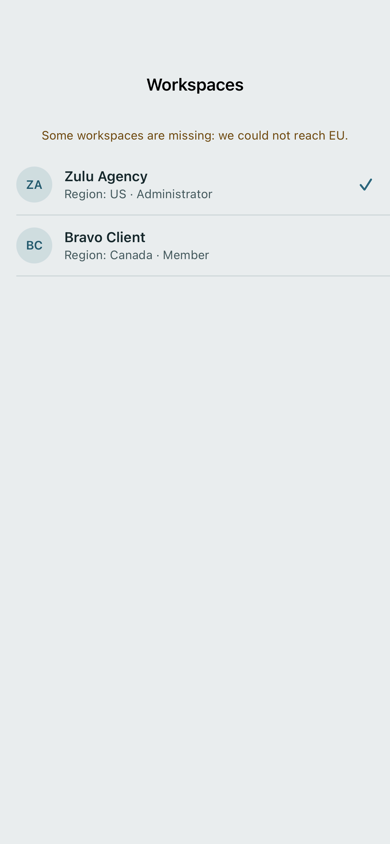 Workspaces
Some workspaces are missing: we could not reach EU.
ZA
Zulu Agency
Region: US · Administrator
BC
Bravo Client
Region: Canada · Member